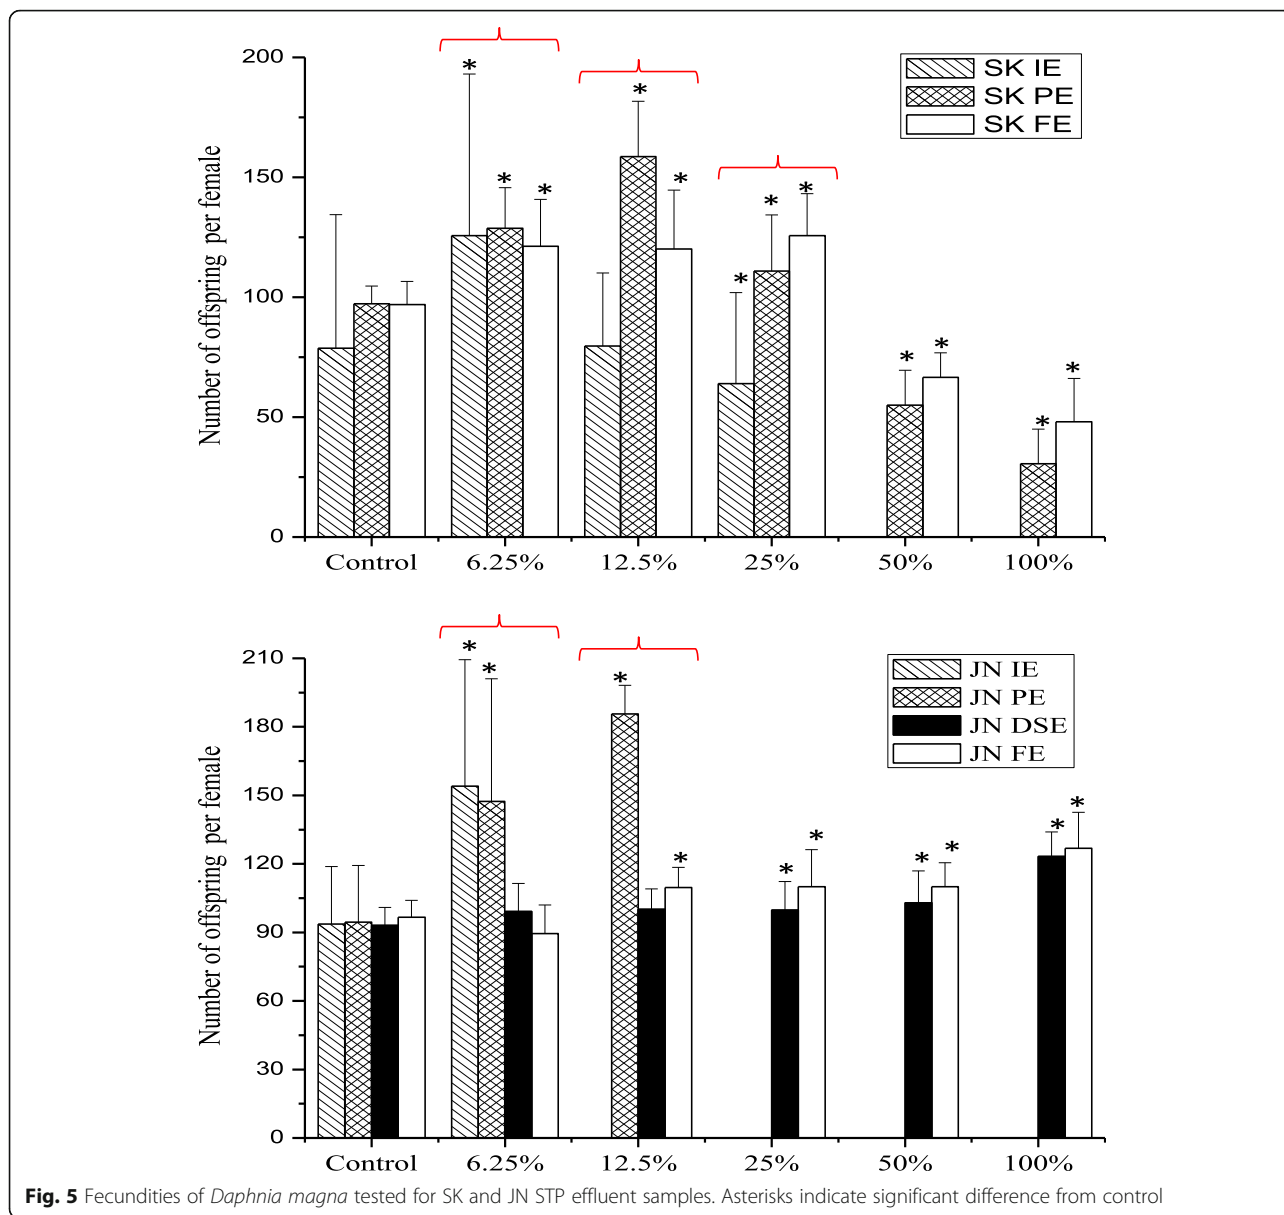 200
150
100
50
0
Number of offspring per female
SK IE
SK PE
SK FE
* * * * * * * * * * * * *
Control 6.25% 12.5% 25% 50% 100%
210
180
150
120
90
60
30
0
Number of offspring per female
JN IE
JN PE
JN DSE
JN FE
* * * * * * * * * *
Control 6.25% 12.5% 25% 50% 100%
Fig. 5 Fecundities of Daphnia magna tested for SK and JN STP effluent samples. Asterisks indicate significant difference from control